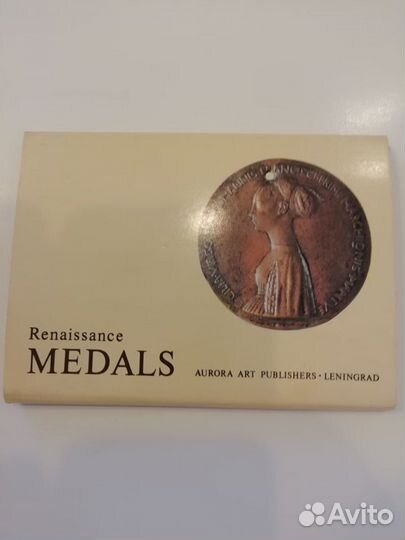 Renaissance
MEDALS
AURORA ART PUBLISHERS · LENINGRAD
Avito